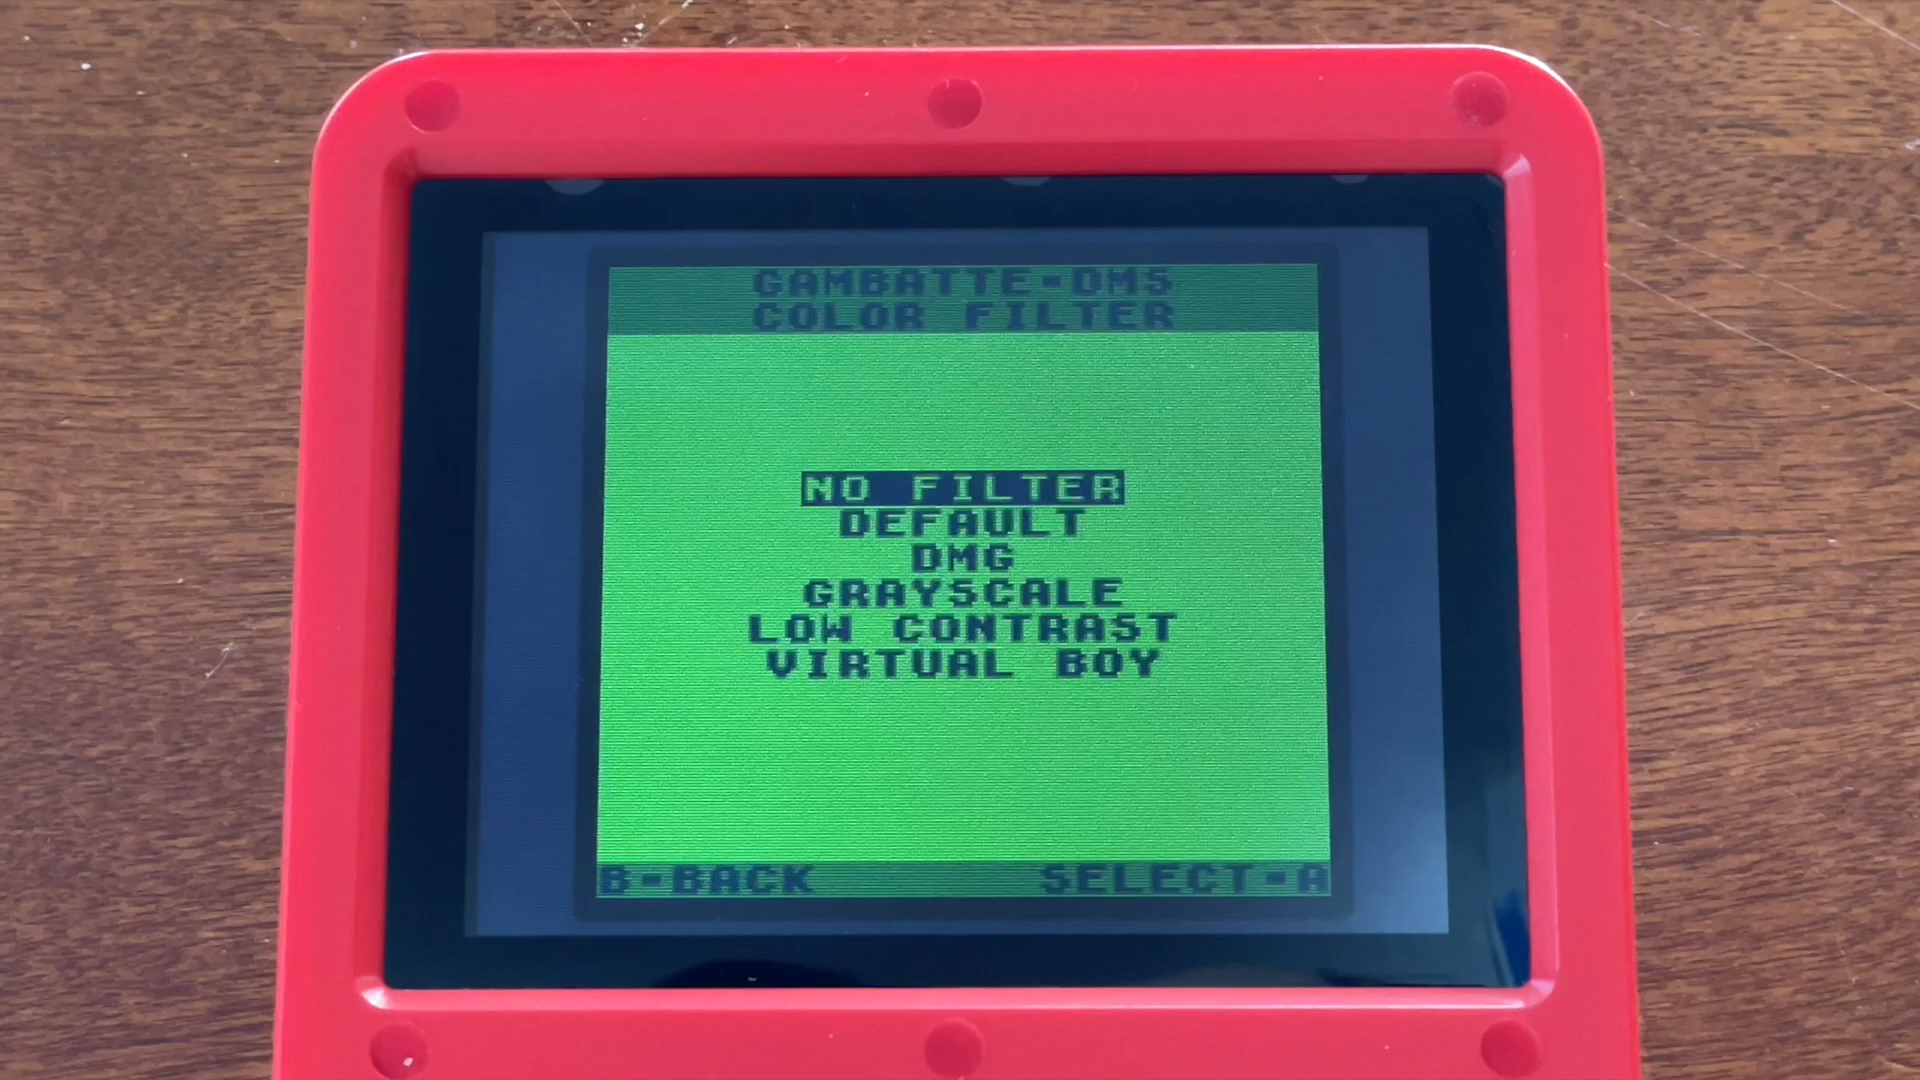 GAMBATTE-DMS
COLOR FILTER
NO FILTER
DEFAULT
DMG
GRAYSCALE
LOW CONTRAST
VIRTUAL BOY
B-BACK SELECT-A